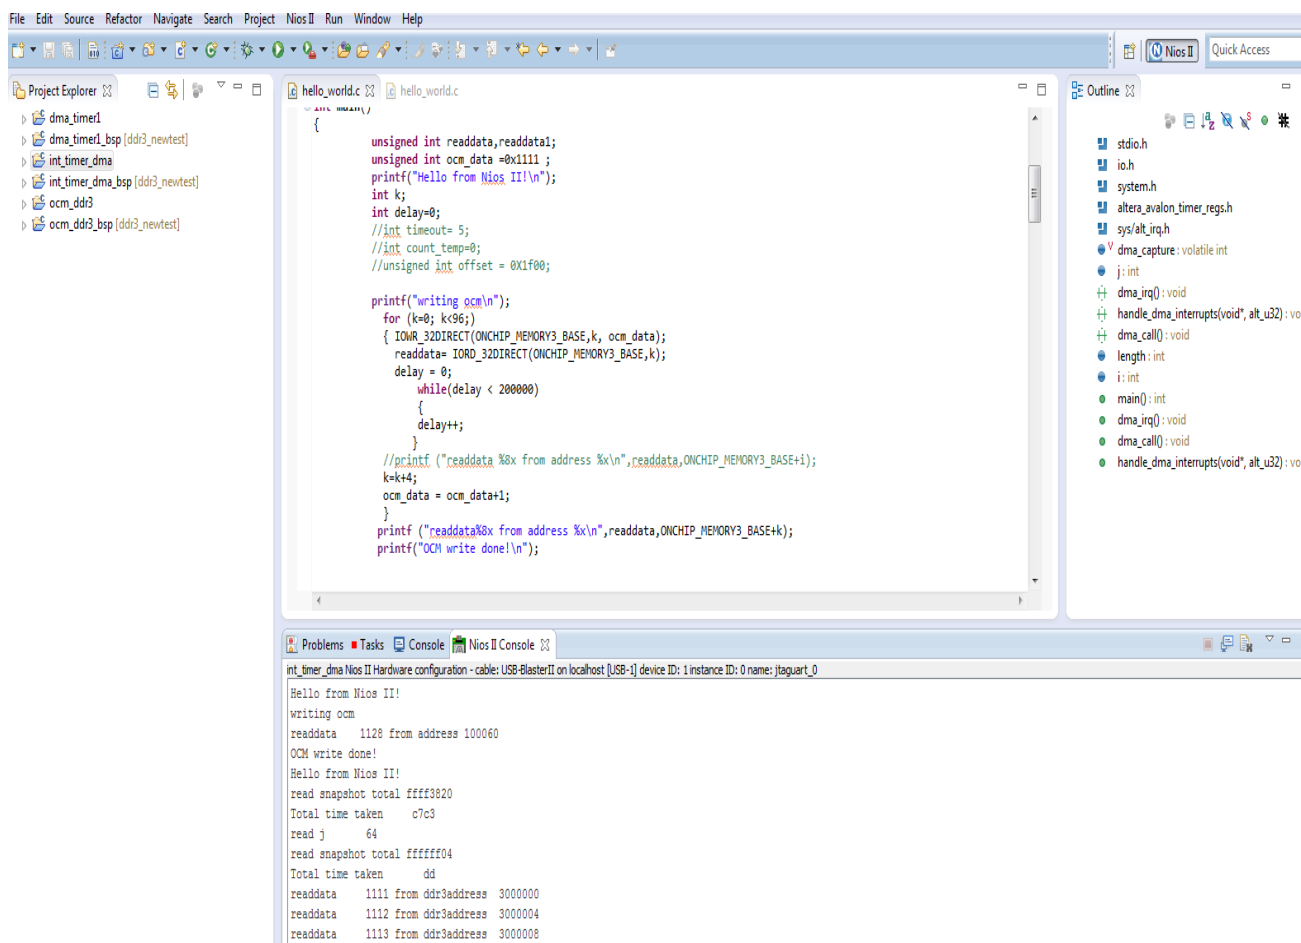 File Edit Source Refactor Navigate Search Project Nios II Run Window Help
Nios II Quick Access
Project Explorer
dma_timer1
dma_timer1_bsp [ddr3_newtest]
int_timer_dma
int_timer_dma_bsp [ddr3_newtest]
ocm_ddr3
ocm_ddr3_bsp [ddr3_newtest]
hello_world.c hello_world.c
int main()
{
unsigned int readdata,readdata1;
unsigned int ocm_data =0x1111 ;
printf("Hello from Nios II!\n");
int k;
int delay=0;
//int timeout= 5;
//int count_temp=0;
//unsigned int offset = 0X1f00;
printf("writing ocm\n");
for (k=0; k<96;)
{ IOWR_32DIRECT(ONCHIP_MEMORY3_BASE,k, ocm_data);
readdata= IORD_32DIRECT(ONCHIP_MEMORY3_BASE,k);
delay = 0;
while(delay < 200000)
{
delay++;
}
//printf ("readdata %8x from address %x\n",readdata,ONCHIP_MEMORY3_BASE+i);
k=k+4;
ocm_data = ocm_data+1;
}
printf ("readdata%8x from address %x\n",readdata,ONCHIP_MEMORY3_BASE+k);
printf("OCM write done!\n");
Outline
stdio.h
io.h
system.h
altera_avalon_timer_regs.h
sys/alt_irq.h
dma_capture : volatile int
j : int
dma_irq() : void
handle_dma_interrupts(void*, alt_u32) : vo
dma_call() : void
length : int
i : int
main() : int
dma_irq() : void
dma_call() : void
handle_dma_interrupts(void*, alt_u32) : vo
Problems Tasks Console Nios II Console
int_timer_dma Nios II Hardware configuration - cable: USB-BlasterII on localhost [USB-1] device ID: 1 instance ID: 0 name: jtaguart_0
Hello from Nios II!
writing ocm
readdata 1128 from address 100060
OCM write done!
Hello from Nios II!
read snapshot total ffff3820
Total time taken c7c3
read j 64
read snapshot total ffffff04
Total time taken dd
readdata 1111 from ddr3address 3000000
readdata 1112 from ddr3address 3000004
readdata 1113 from ddr3address 3000008